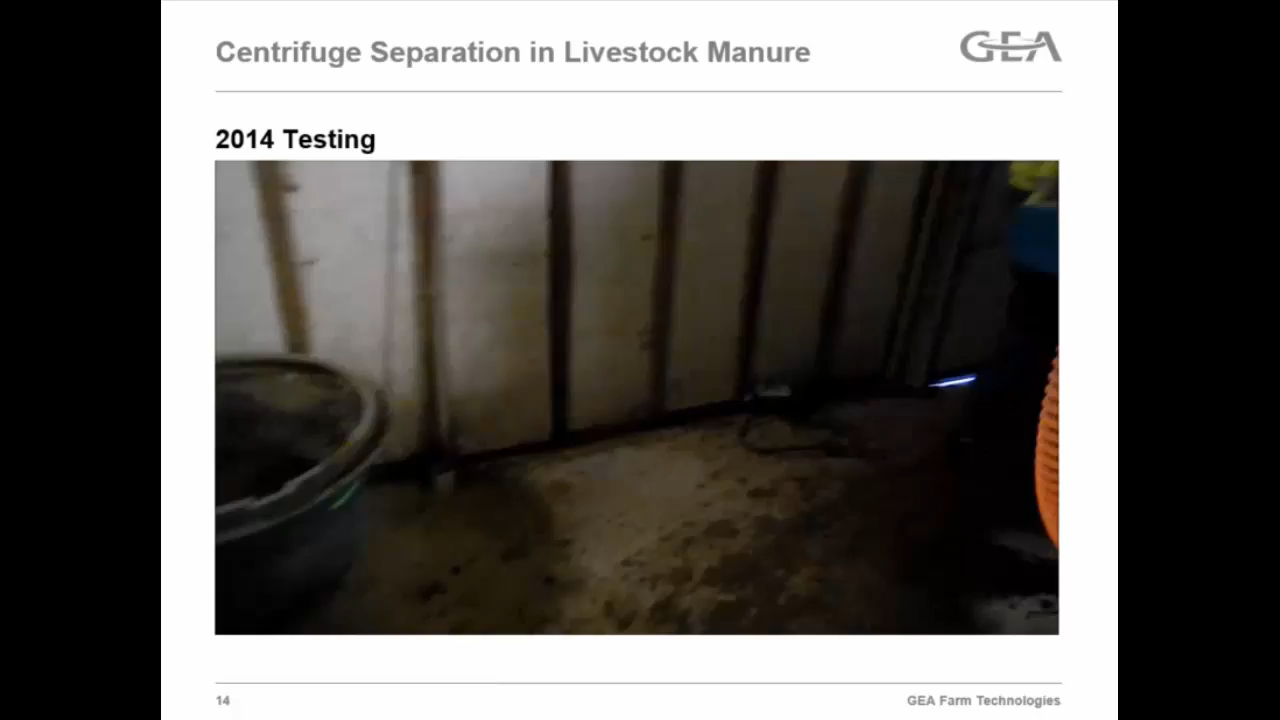 Centrifuge Separation in Livestock Manure
GEA
2014 Testing
14
GEA Farm Technologies